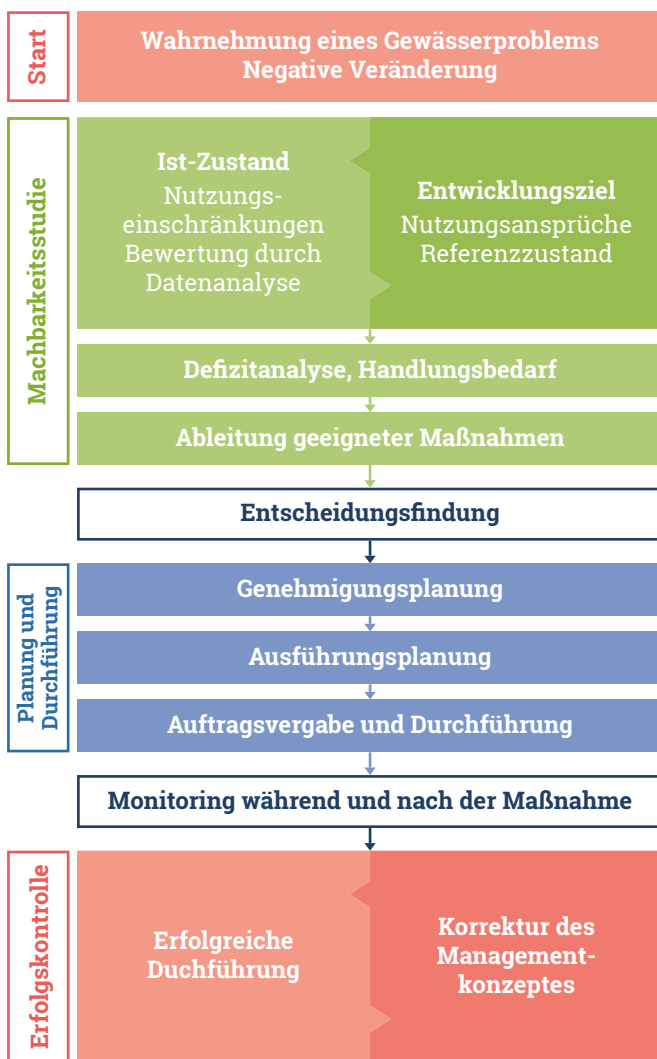 Start
Wahrnehmung eines Gewässerproblems
Negative Veränderung
Machbarkeitsstudie
Ist-Zustand
Nutzungs-
einschränkungen
Bewertung durch
Datenanalyse
Entwicklungsziel
Nutzungsansprüche
Referenzzustand
Defizitanalyse, Handlungsbedarf
Ableitung geeigneter Maßnahmen
Entscheidungsfindung
Planung und
Durchführung
Genehmigungsplanung
Ausführungsplanung
Auftragsvergabe und Durchführung
Monitoring während und nach der Maßnahme
Erfolgskontrolle
Erfolgreiche
Duchführung
Korrektur des
Management-
konzeptes